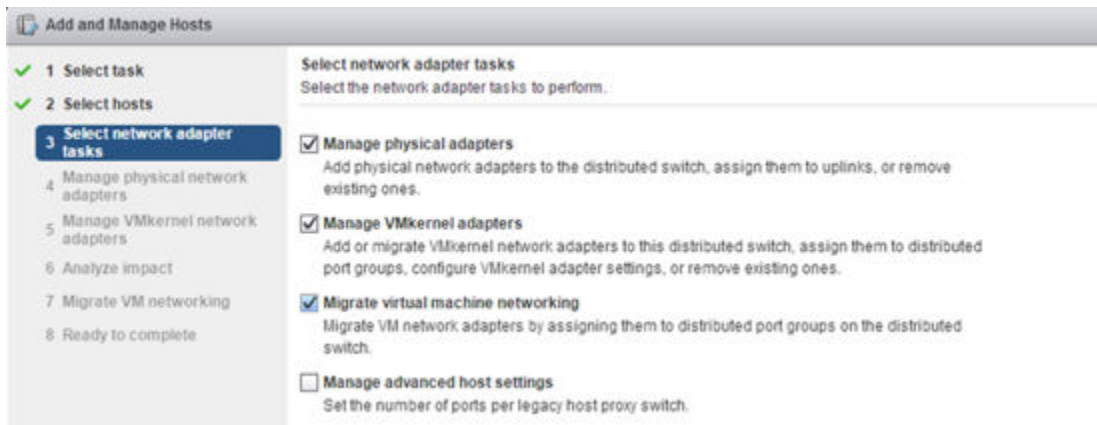 Add and Manage Hosts
1 Select task
2 Select hosts
3 Select network adapter
tasks
4 Manage physical network
adapters
5 Manage VMkernel network
adapters
6 Analyze impact
7 Migrate VM networking
8 Ready to complete
Select network adapter tasks
Select the network adapter tasks to perform.
Manage physical adapters
Add physical network adapters to the distributed switch, assign them to uplinks, or remove
existing ones.
Manage VMkernel adapters
Add or migrate VMkernel network adapters to this distributed switch, assign them to distributed
port groups, configure VMkernel adapter settings, or remove existing ones.
Migrate virtual machine networking
Migrate VM network adapters by assigning them to distributed port groups on the distributed
switch.
Manage advanced host settings
Set the number of ports per legacy host proxy switch.